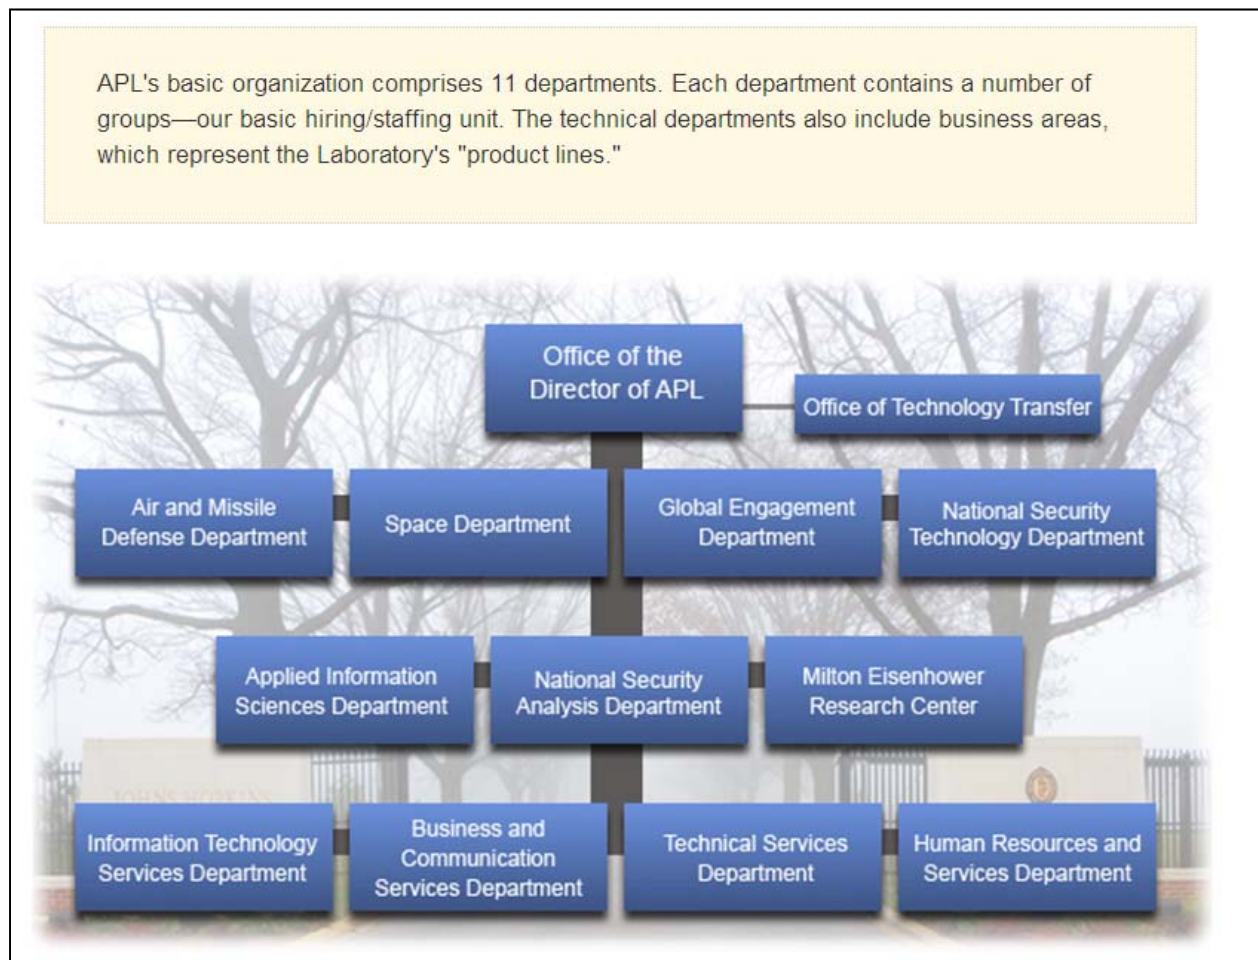 APL's basic organization comprises 11 departments. Each department contains a number of
groups—our basic hiring/staffing unit. The technical departments also include business areas,
which represent the Laboratory's "product lines."
Office of the
Director of APL
Office of Technology Transfer
Air and Missile
Defense Department
Space Department
Global Engagement
Department
National Security
Technology Department
Applied Information
Sciences Department
National Security
Analysis Department
Milton Eisenhower
Research Center
JOHNS HOPKINS
Information Technology
Services Department
Business and
Communication
Services Department
Technical Services
Department
Human Resources and
Services Department